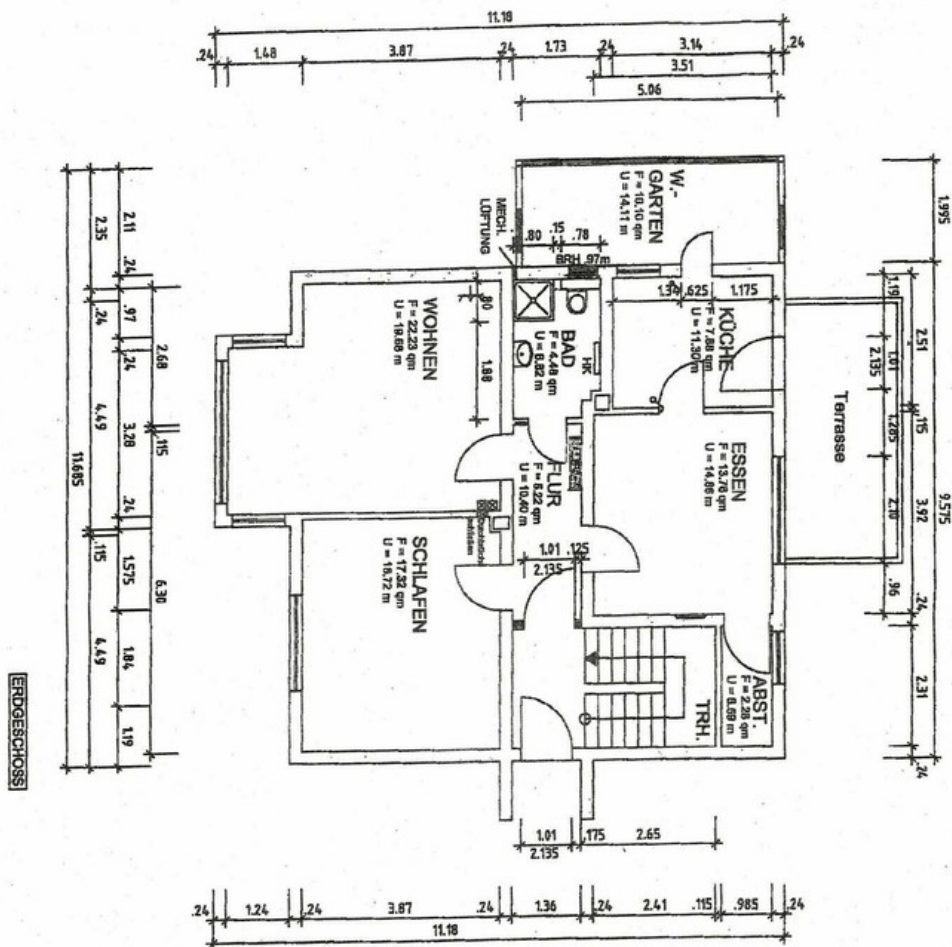 11.18
.24 1.48 3.87 .24 1.73 .24 3.14 .24
3.51
5.06
W.-
GARTEN
F = 10.10 qm
U = 14.11 m
MECH.
LÜFTUNG
.80 .15 .78
BRH .97m
WOHNEN
F = 22.23 qm
U = 19.68 m
.80
1.88
BAD
F = 4.48 qm
U = 8.82 m
HK
1.34 .625 1.175
KÜCHE
F = 7.88 qm
U = 11.30 m
Terrasse
ESSEN
F = 13.76 qm
U = 14.86 m
FLUR
F = 5.22 qm
U = 10.40 m
1.01 .125
2.135
SCHLAFEN
F = 17.32 qm
U = 16.72 m
ABST.
F = 2.28 qm
U = 6.69 m
TRH.
1.995
9.575
1.19 2.51 .115 3.92 .24 2.31 .24
1.01
2.135
1.285
2.10
.96
2.11 .24 .97 .24 3.28 .24 1.575 1.84 1.19
2.35 .24 4.49 .115 4.49
2.68 .115 6.30
11.685
1.01 .175 2.65
2.135
.24 1.24 .24 3.87 .24 1.36 .24 2.41 .115 .985 .24
11.18
ERDGESCHOSS